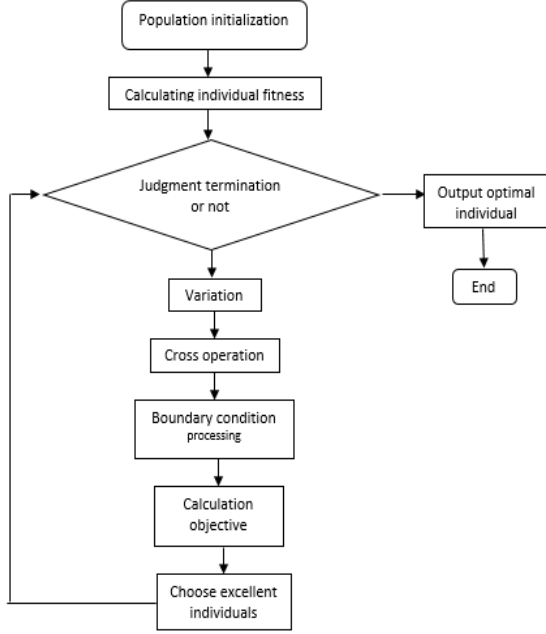 Population initialization
Calculating individual fitness
Judgment termination
or not
Output optimal
individual
End
Variation
Cross operation
Boundary condition
processing
Calculation
objective
Choose excellent
individuals